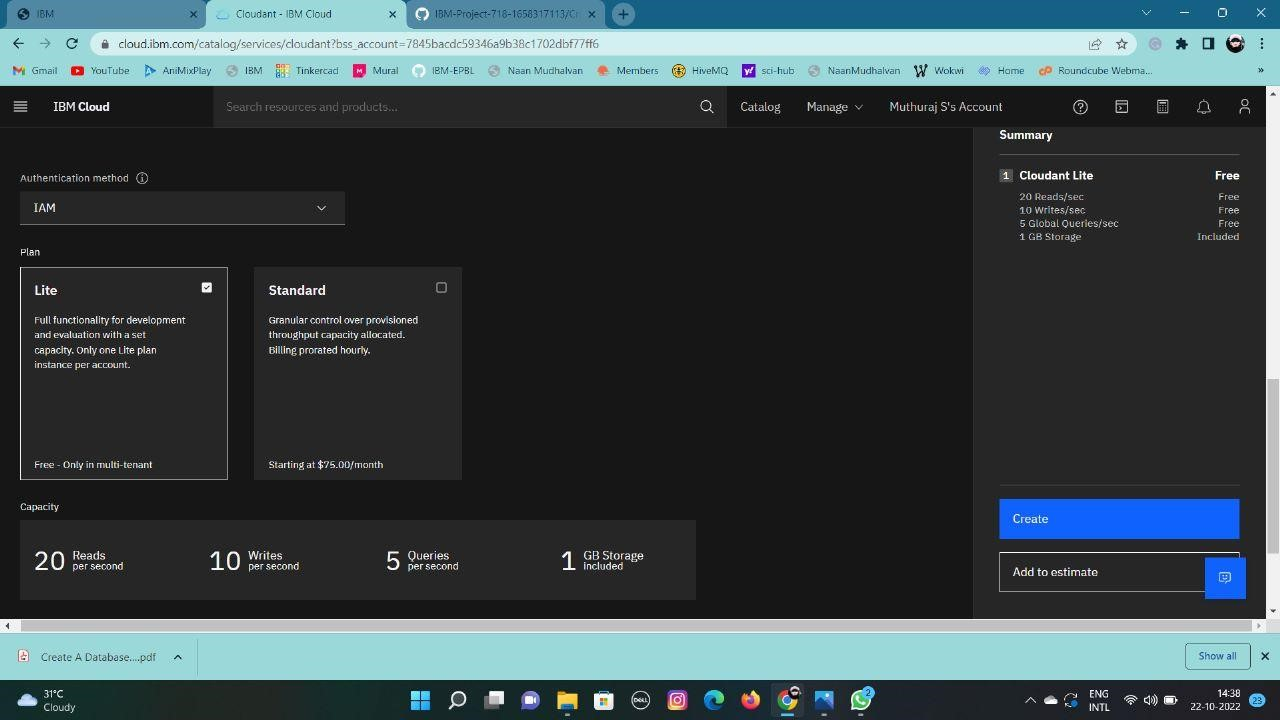 IBM
Cloudant - IBM Cloud
IBM-Project-718-1658317113/Cr
cloud.ibm.com/catalog/services/cloudant?bss_account=7845bac1e59346a9b38c1702dbf77ff6
Gmail
YouTube
AniMixPlay
IBM
Tinkercad
Mural
IBM-EPBL
Naan Mudhalvan
Members
HiveMQ
sci-hub
NaanMudhalvan
Wokwi
Home
Roundcube Webma...
IBM Cloud
Search resources and products...
Catalog
Manage
Muthuraj S's Account
Summary
Authentication method
IAM
Plan
Lite
Full functionality for development
and evaluation with a set
capacity. Only one Lite plan
instance per account.
Free - Only in multi-tenant
Standard
Granular control over provisioned
throughput capacity allocated.
Billing prorated hourly.
Starting at $75.00/month
1 Cloudant Lite Free
20 Reads/sec Free
10 Writes/sec Free
5 Global Queries/sec Free
1 GB Storage Included
Capacity
20 Reads per second
10 Writes per second
5 Queries per second
1 GB Storage Included
Create
Add to estimate
Create A Database....pdf
Show all
31°C
Cloudy
DELL
2
ENG
INTL
14:38
22-10-2022
23